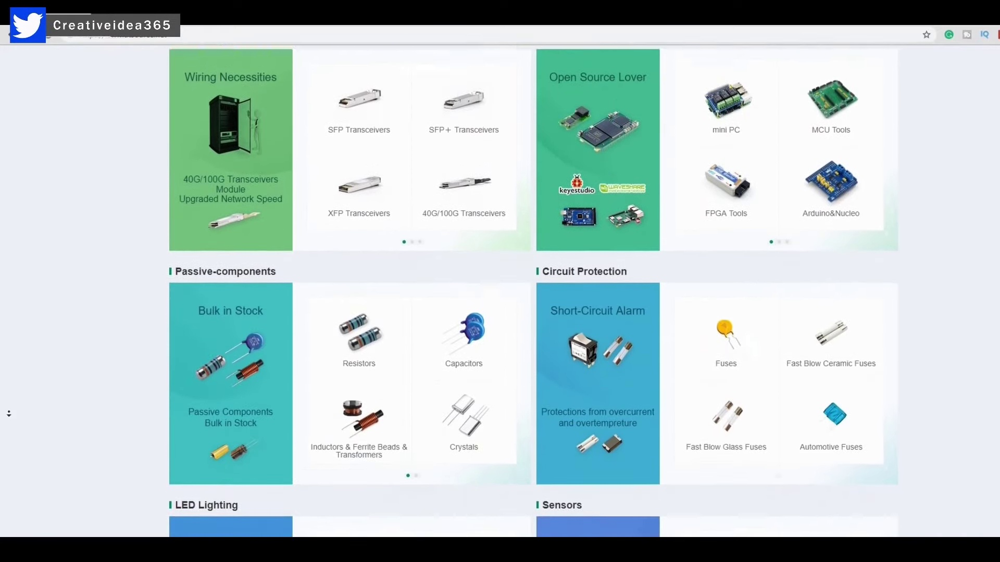 Creativeidea365
Wiring Necessities
40G/100G Transceivers
Module
Upgraded Network Speed
SFP Transceivers
SFP+ Transceivers
XFP Transceivers
40G/100G Transceivers
Open Source Lover
keyestudio
WAVESHARE
mini PC
MCU Tools
FPGA Tools
Arduino&Nucleo
Passive-components
Bulk in Stock
Passive Components
Bulk in Stock
Resistors
Capacitors
Inductors & Ferrite Beads &
Transformers
Crystals
Circuit Protection
Short-Circuit Alarm
Protections from overcurrent
and overtempreture
Fuses
Fast Blow Ceramic Fuses
Fast Blow Glass Fuses
Automotive Fuses
LED Lighting
Sensors